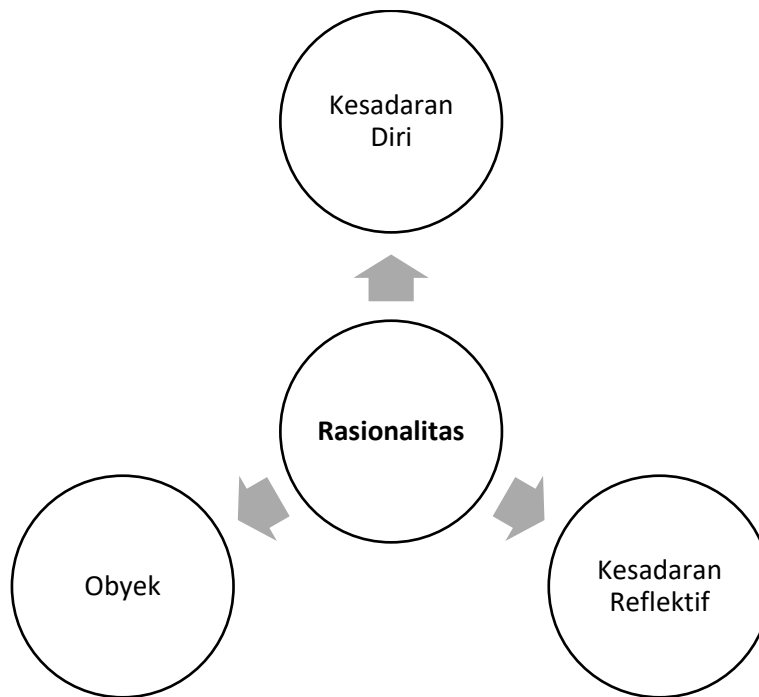 Kesadaran
Diri
Rasionalitas
Obyek
Kesadaran
Reflektif